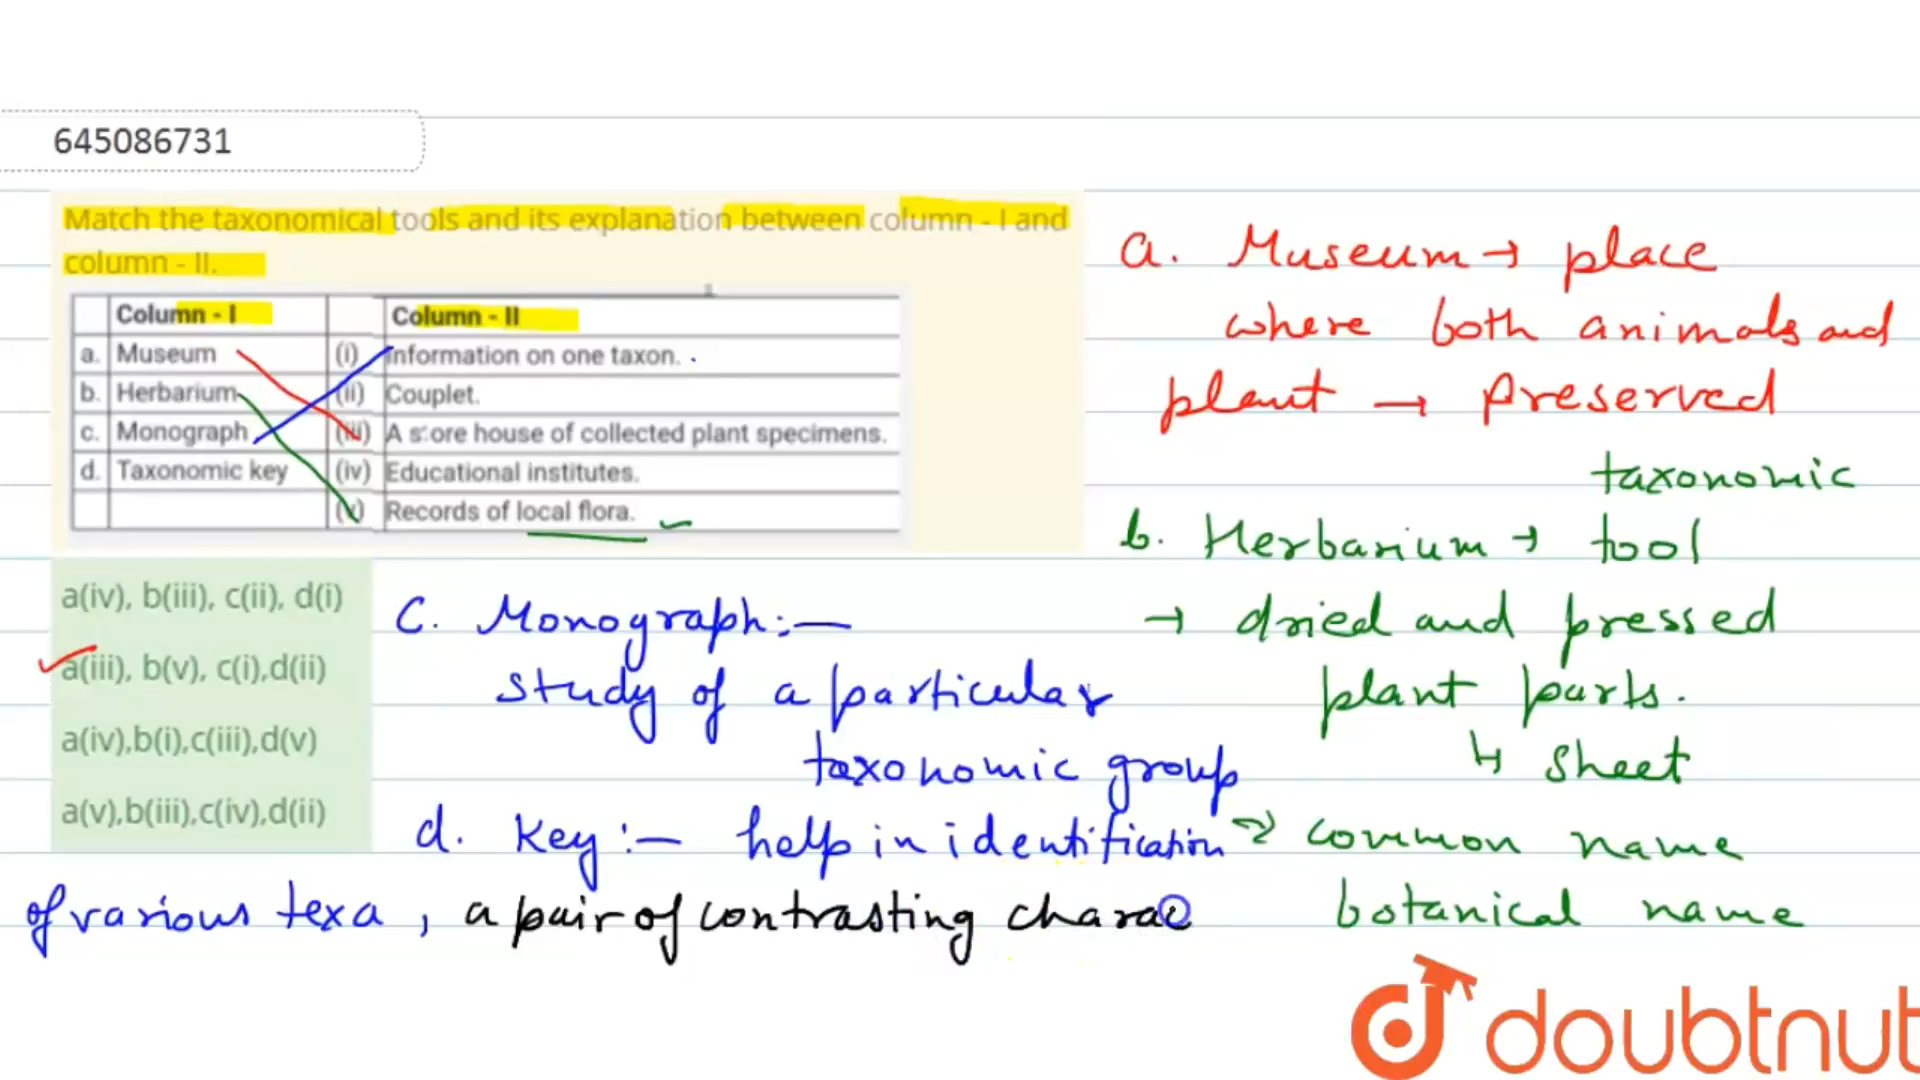 645086731
Match the taxonomical tools and its explanation between column - I and
column - II.
Column - I Column - II
a. Museum (i) Information on one taxon.
b. Herbarium (ii) Couplet.
c. Monograph (iii) A store house of collected plant specimens.
d. Taxonomic key (iv) Educational institutes.
(v) Records of local flora.
a(iv), b(iii), c(ii), d(i)
a(iii), b(v), c(i),d(ii)
a(iv),b(i),c(iii),d(v)
a(v),b(iii),c(iv),d(ii)
a. Museum → place
where both animals and
plant → Preserved
b. Herbarium → taxonomic
tool
→ dried and pressed
plant parts.
↳ sheet
→ common name
botanical name
C. Monograph:—
study of a particular
taxonomic group
d. Key:— help in identification
of various texa, a pair of contrasting charac
doubtnut